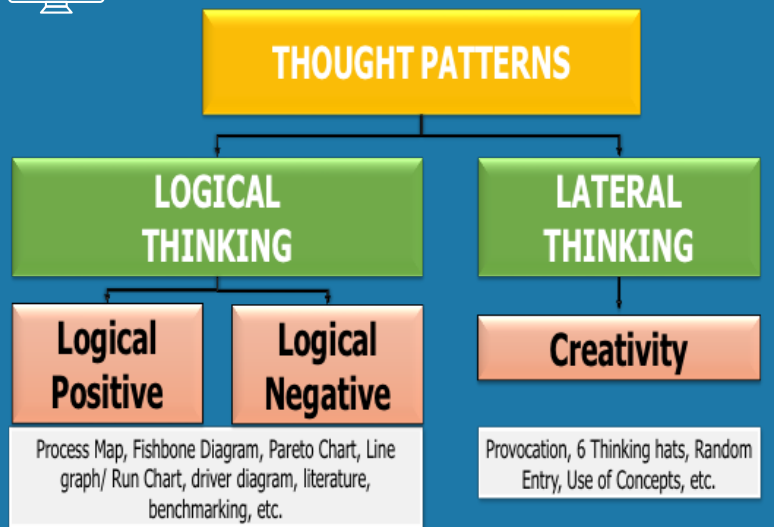 THOUGHT PATTERNS
LOGICAL
THINKING
LATERAL
THINKING
Logical
Positive
Logical
Negative
Creativity
Process Map, Fishbone Diagram, Pareto Chart, Line
graph/ Run Chart, driver diagram, literature,
benchmarking, etc.
Provocation, 6 Thinking hats, Random
Entry, Use of Concepts, etc.